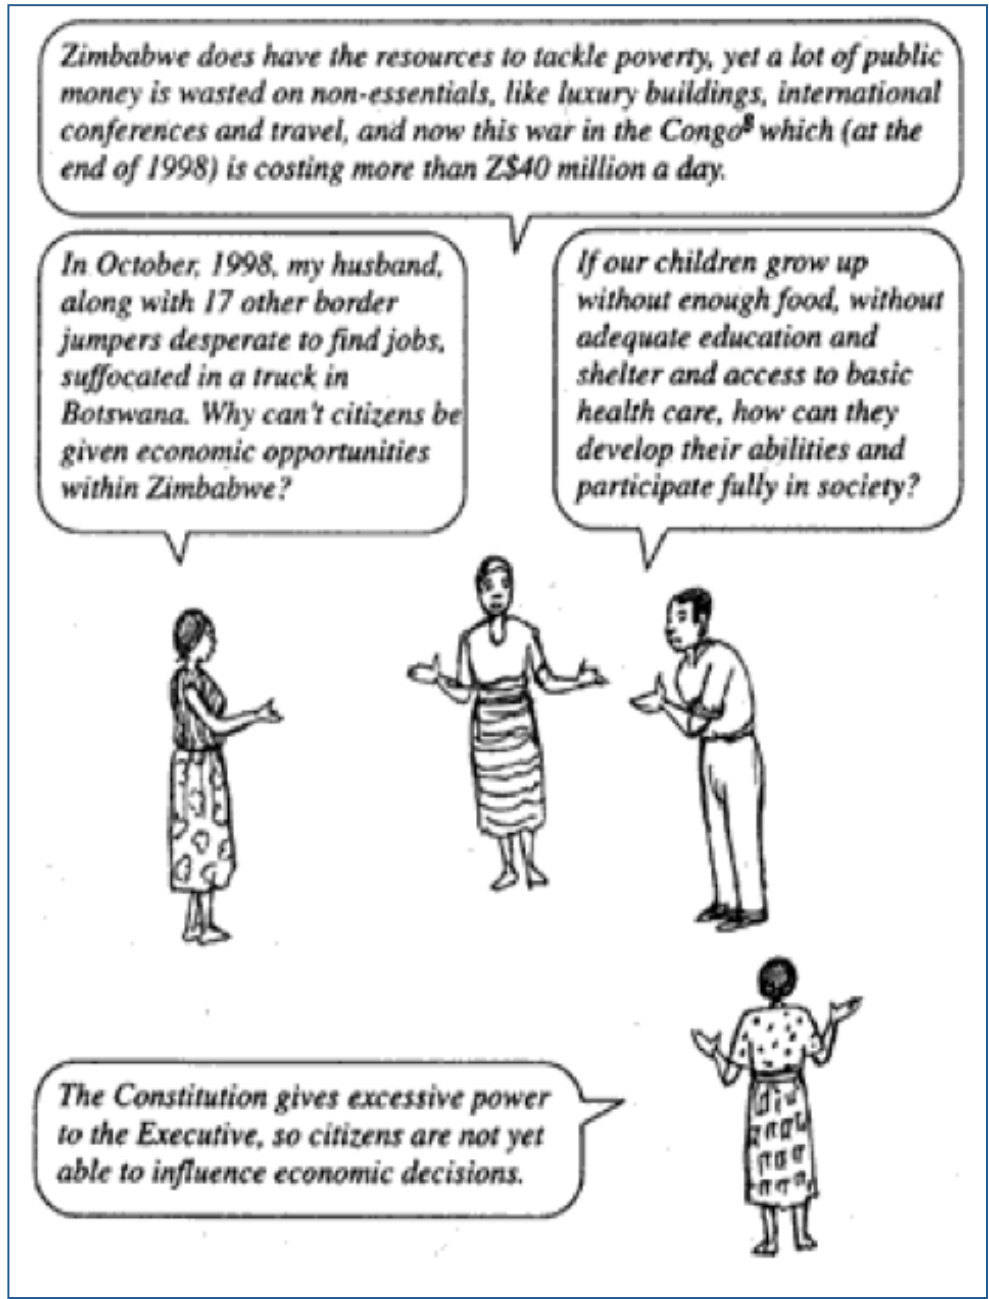 Zimbabwe does have the resources to tackle poverty, yet a lot of public
money is wasted on non-essentials, like luxury buildings, international
conferences and travel, and now this war in the Congo⁸ which (at the
end of 1998) is costing more than Z$40 million a day.
In October, 1998, my husband,
along with 17 other border
jumpers desperate to find jobs,
suffocated in a truck in
Botswana. Why can't citizens be
given economic opportunities
within Zimbabwe?
If our children grow up
without enough food, without
adequate education and
shelter and access to basic
health care, how can they
develop their abilities and
participate fully in society?
The Constitution gives excessive power
to the Executive, so citizens are not yet
able to influence economic decisions.